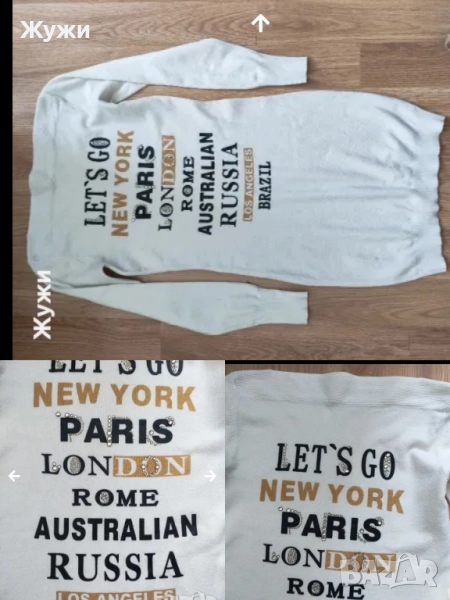 Жужи
LET`S GO
NEW YORK
PARIS
LONDON
ROME
AUSTRALIAN
RUSSIA
LOS ANGELES
BRAZIL
Жужи
LET'S GO
NEW YORK
PARIS
LONDON
ROME
AUSTRALIAN
RUSSIA
LOS ANGELES
LET`S GO
NEW YORK
PARIS
LONDON
ROME
BAZAR